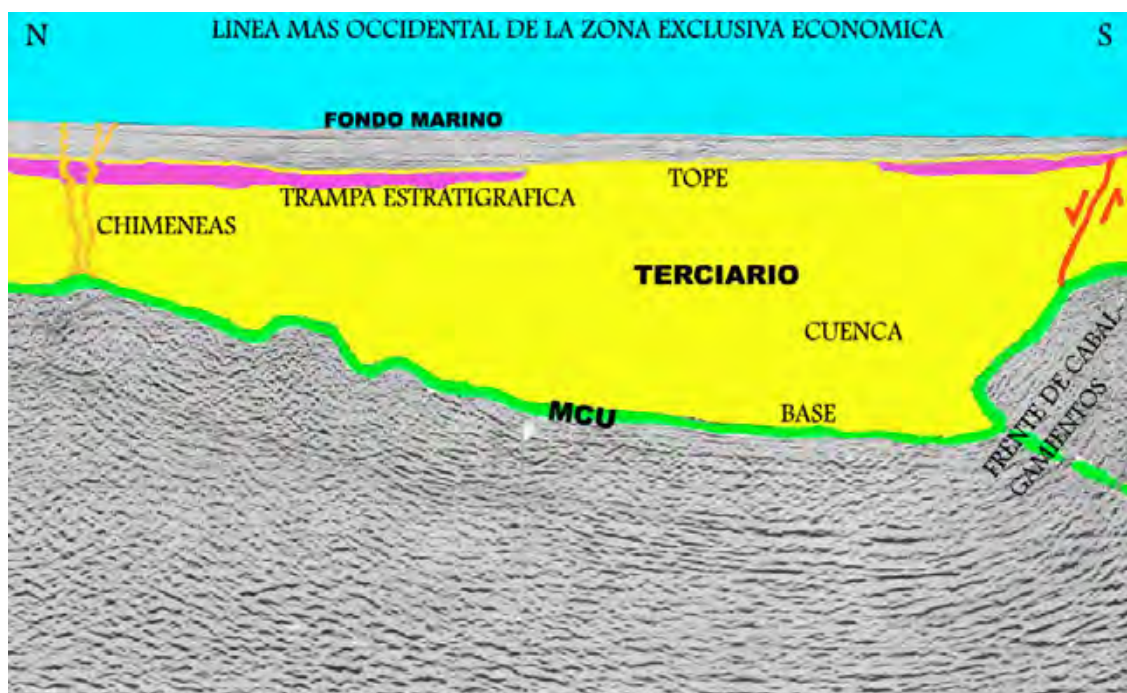 N
LINEA MAS OCCIDENTAL DE LA ZONA EXCLUSIVA ECONOMICA
S
FONDO MARINO
TOPE
TRAMPA ESTRATIGRAFICA
CHIMENEAS
TERCIARIO
CUENCA
MCU
BASE
FRENTE DE CABAL-
GAMIENTOS